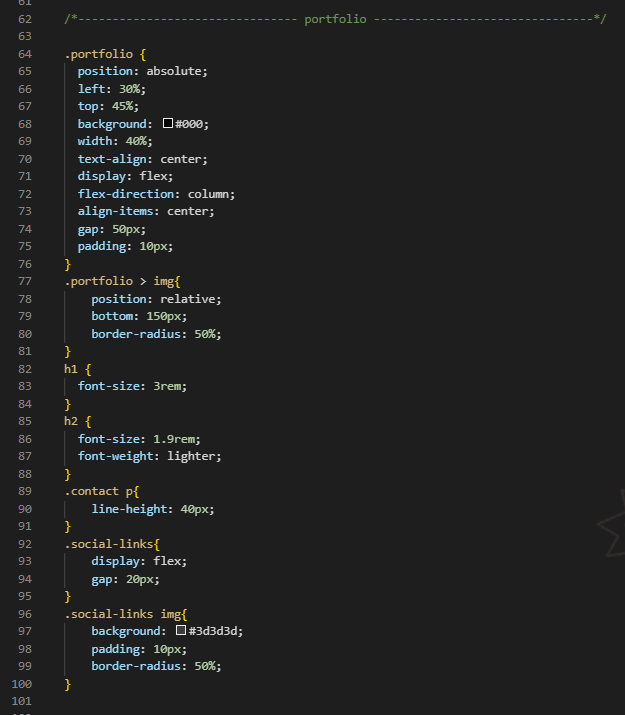 61
62 /*-------------------------------- portfolio --------------------------------*/
63
64 .portfolio {
65   position: absolute;
66   left: 30%;
67   top: 45%;
68   background: #000;
69   width: 40%;
70   text-align: center;
71   display: flex;
72   flex-direction: column;
73   align-items: center;
74   gap: 50px;
75   padding: 10px;
76 }
77 .portfolio > img{
78     position: relative;
79     bottom: 150px;
80     border-radius: 50%;
81 }
82 h1 {
83   font-size: 3rem;
84 }
85 h2 {
86   font-size: 1.9rem;
87   font-weight: lighter;
88 }
89 .contact p{
90     line-height: 40px;
91 }
92 .social-links{
93     display: flex;
94     gap: 20px;
95 }
96 .social-links img{
97     background: #3d3d3d;
98     padding: 10px;
99     border-radius: 50%;
100 }
101